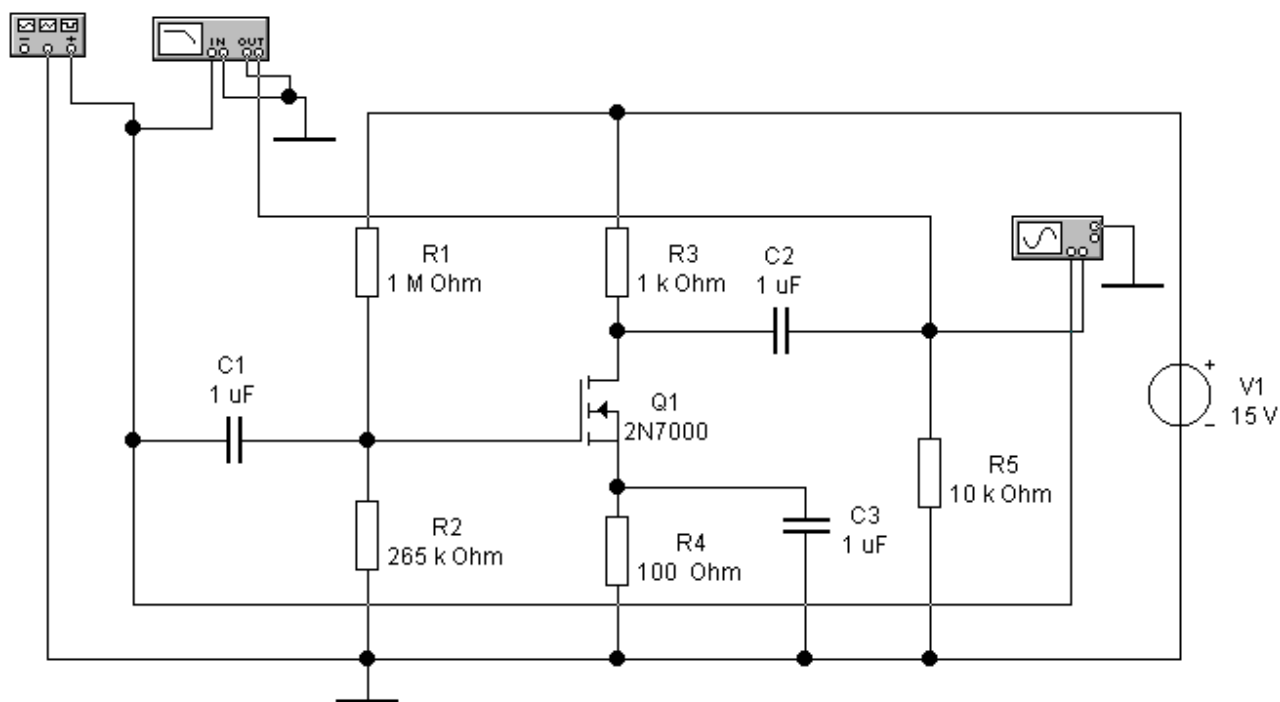 IN OUT
R1
1 M Ohm
R3
1 k Ohm
C2
1 uF
C1
1 uF
Q1
2N7000
V1
15 V
R5
10 k Ohm
R2
265 k Ohm
R4
100 Ohm
C3
1 uF